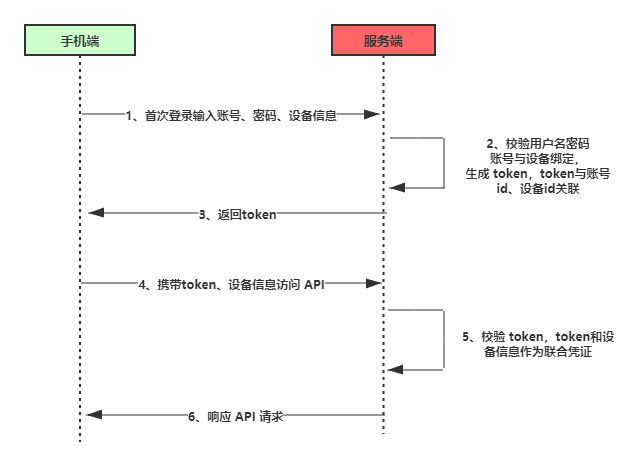 手机端
服务端
1、首次登录输入账号、密码、设备信息
2、校验用户名密码
账号与设备绑定，
生成 token，token与账号
id、设备id关联
3、返回token
4、携带token、设备信息访问 API
5、校验 token，token和设
备信息作为联合凭证
6、响应 API 请求